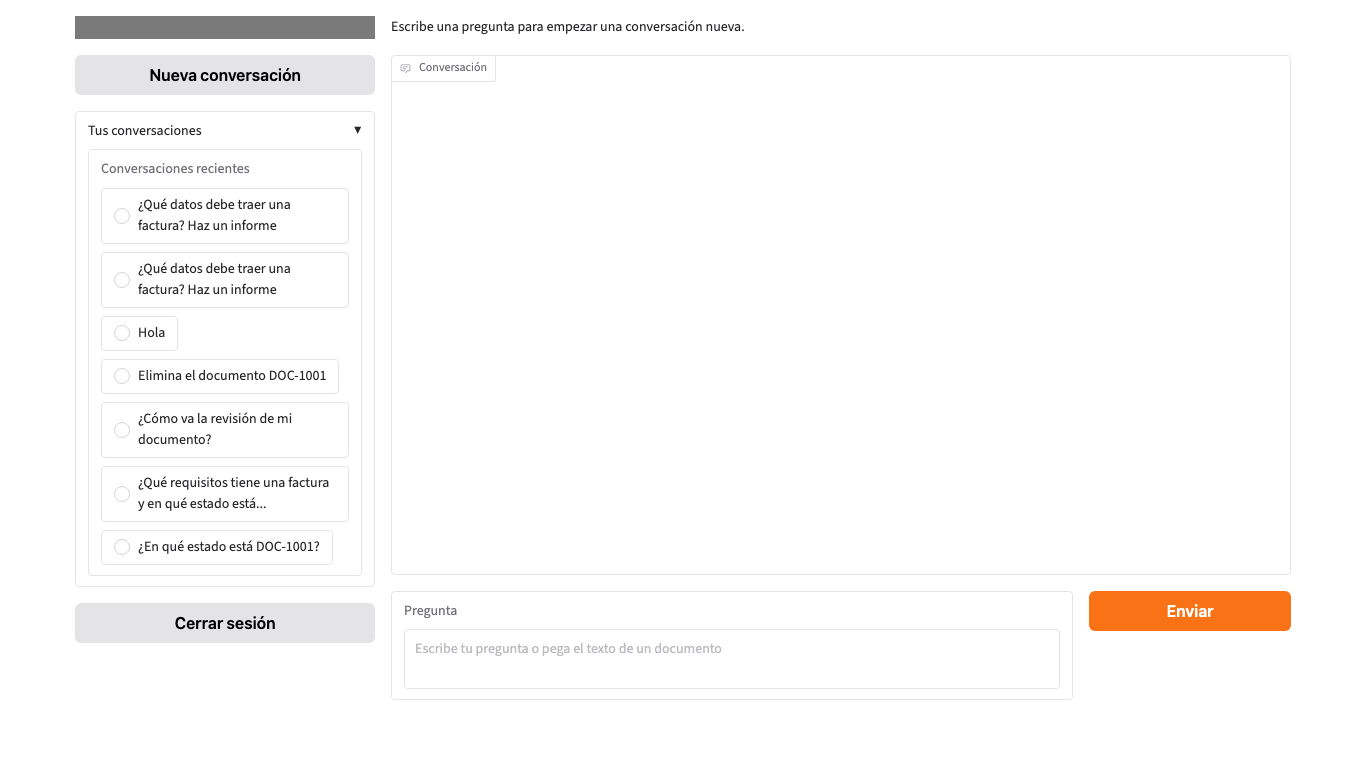 Escribe una pregunta para empezar una conversación nueva.
Nueva conversación
Tus conversaciones ▼
Conversaciones recientes
¿Qué datos debe traer una
factura? Haz un informe
¿Qué datos debe traer una
factura? Haz un informe
Hola
Elimina el documento DOC-1001
¿Cómo va la revisión de mi
documento?
¿Qué requisitos tiene una factura
y en qué estado está...
¿En qué estado está DOC-1001?
Cerrar sesión
Conversación
Pregunta
Escribe tu pregunta o pega el texto de un documento
Enviar